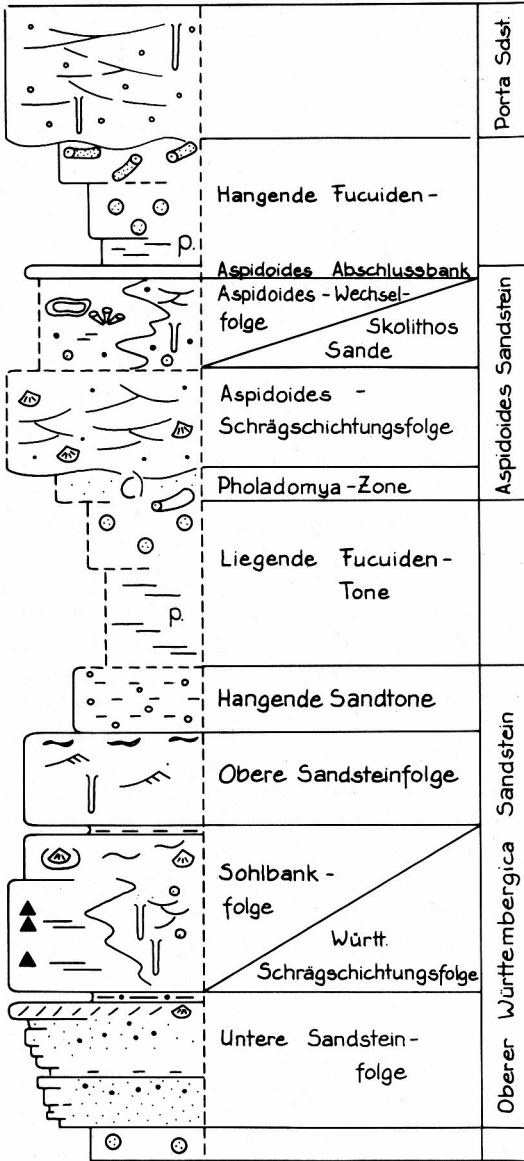 Porta Sdst.
Hangende Fucuiden-
p.
Aspidoides Abschlussbank
Aspidoides-Wechsel-
folge
Skolithos
Sande
Aspidoides Sandstein
Aspidoides -
Schrägschichtungsfolge
Pholadomya-Zone
Liegende Fucuiden-
Tone
p.
Hangende Sandtone
Obere Sandsteinfolge
Oberer Württembergica Sandstein
Sohlbank-
folge
Württ.
Schrägschichtungsfolge
Untere Sandstein-
folge